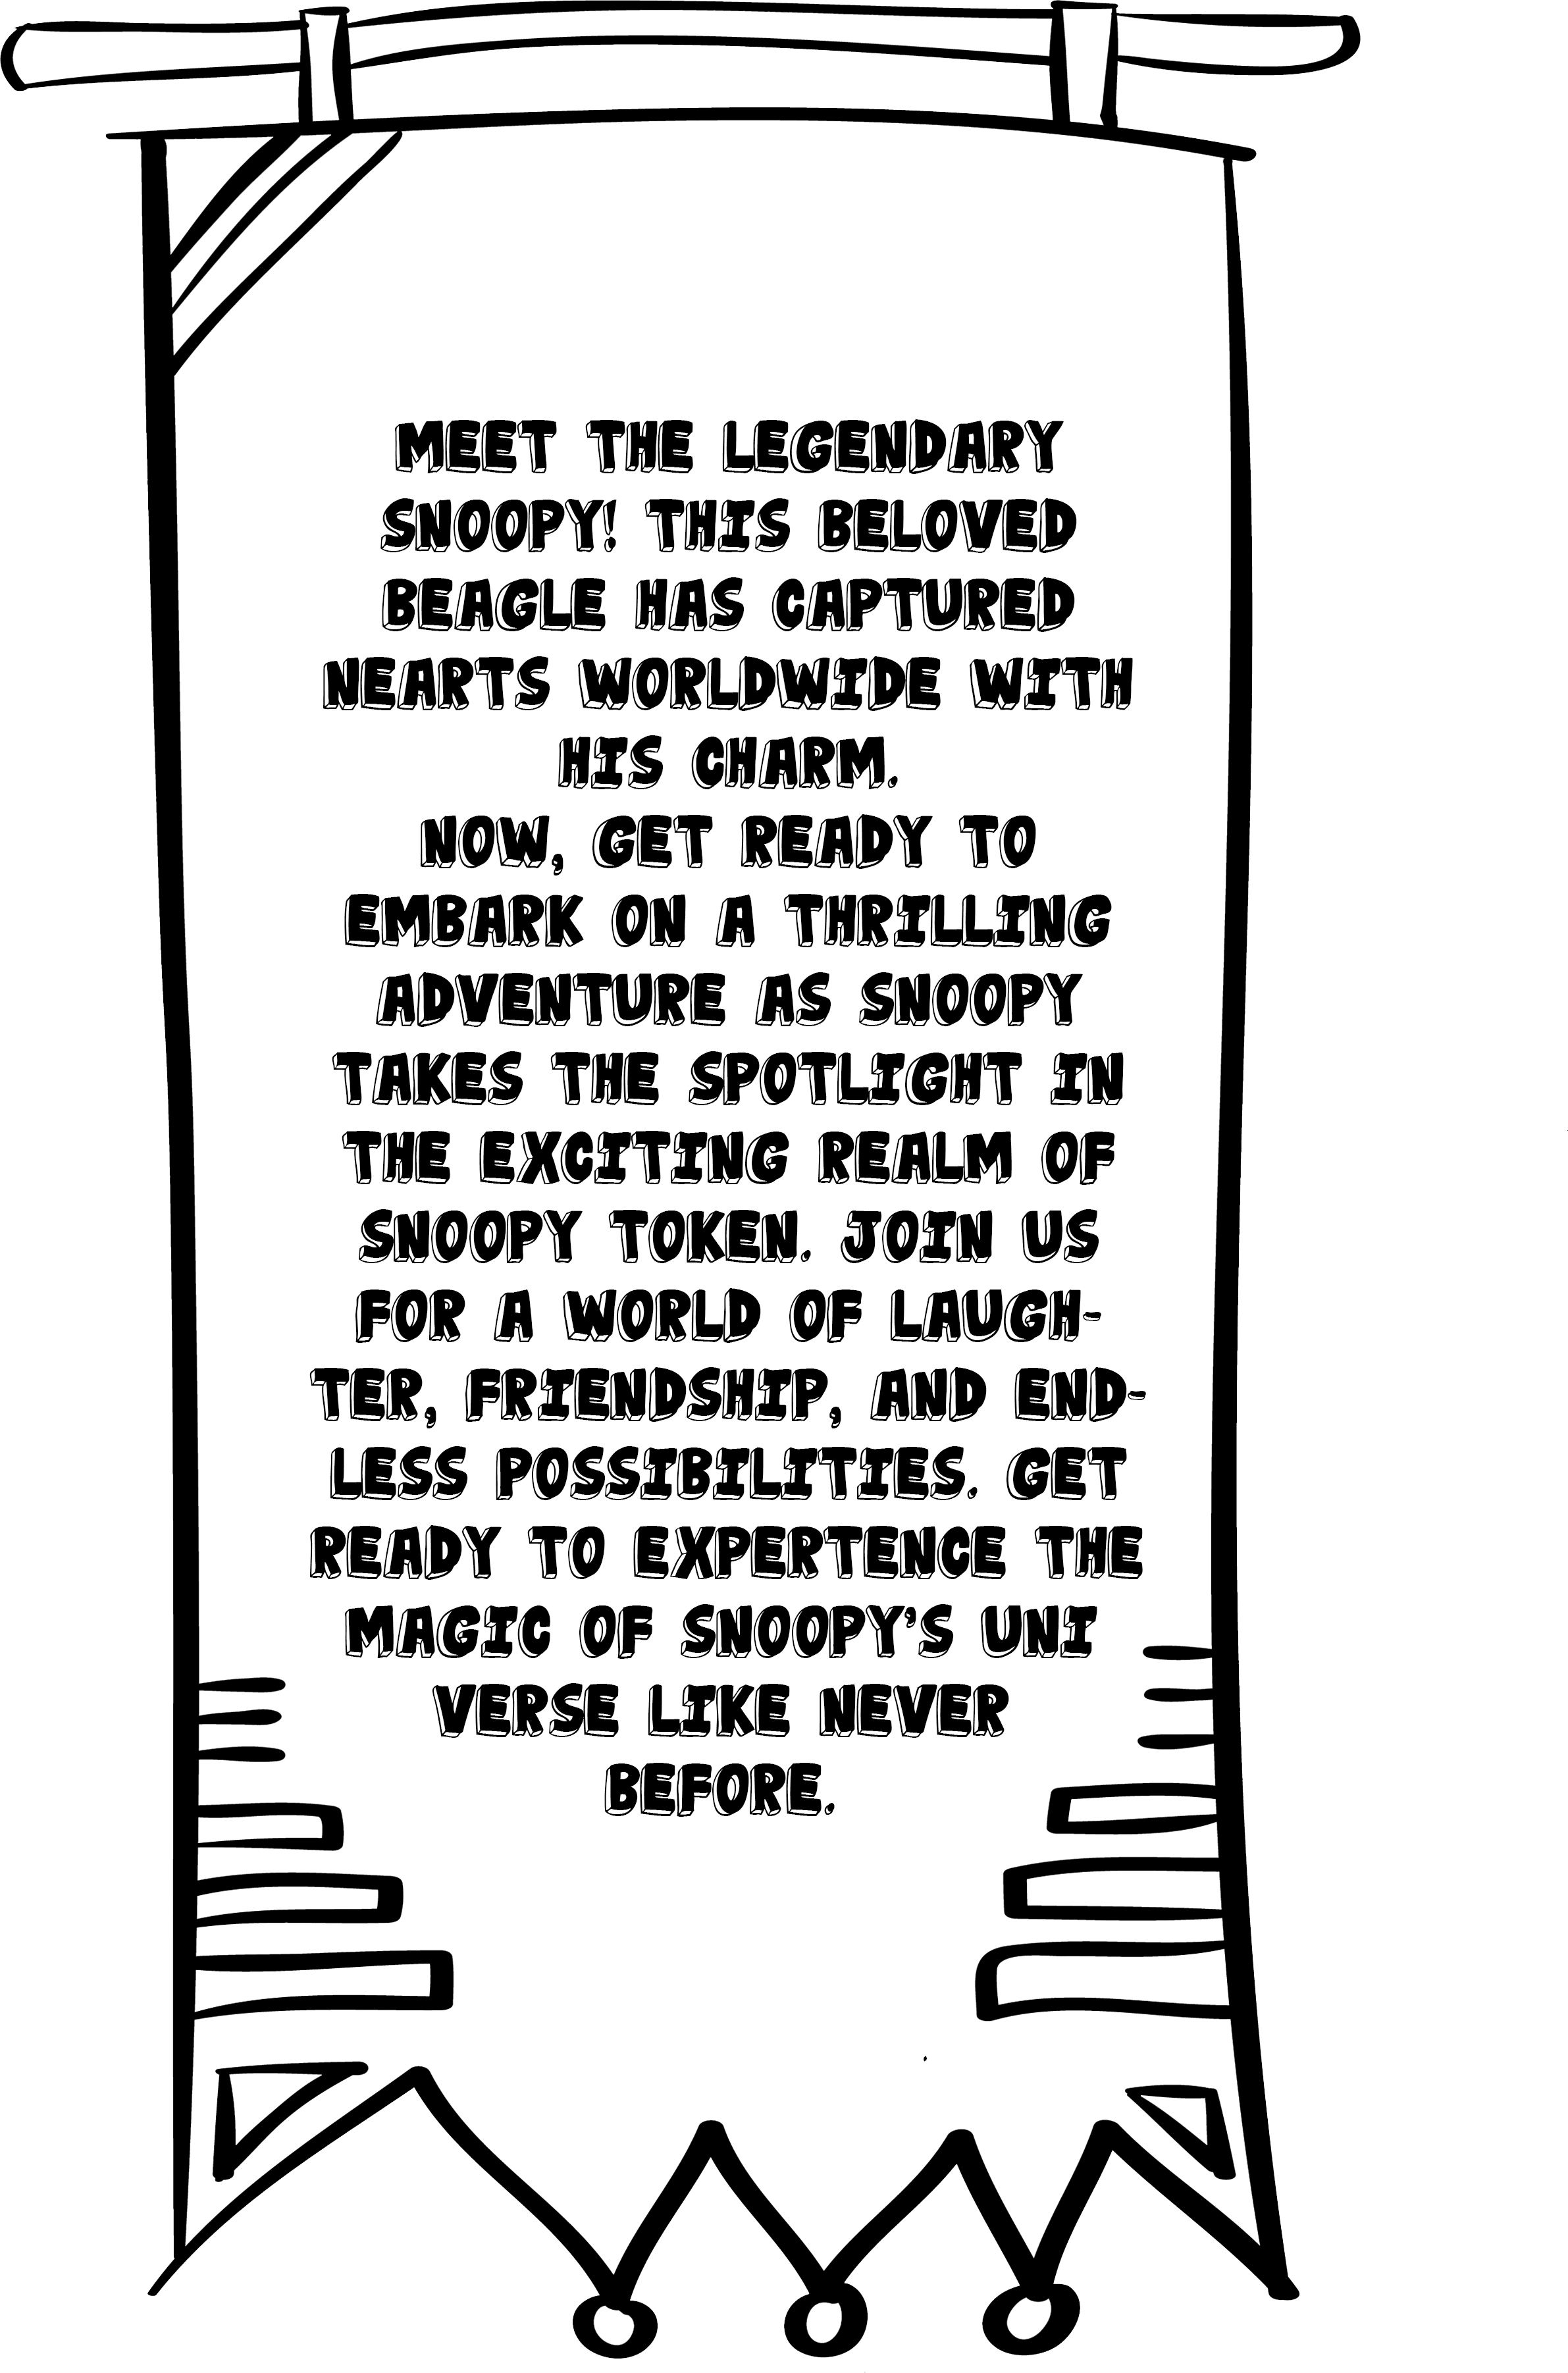 MEET THE LEGENDARY
SNOOPY! THIS BELOVED
BEAGLE HAS CAPTURED
NEARTS WORLDWIDE WITH
HIS CHARM.
NOW, GET READY TO
EMBARK ON A THRILLING
ADVENTURE AS SNOOPY
TAKES THE SPOTLIGHT IN
THE EXCITING REALM OF
SNOOPY TOKEN. JOIN US
FOR A WORLD OF LAUGH-
TER, FRIENDSHIP, AND END-
LESS POSSIBILITIES. GET
READY TO EXPERTENCE THE
MAGIC OF SNOOPY'S UNI
VERSE LIKE NEVER
BEFORE.